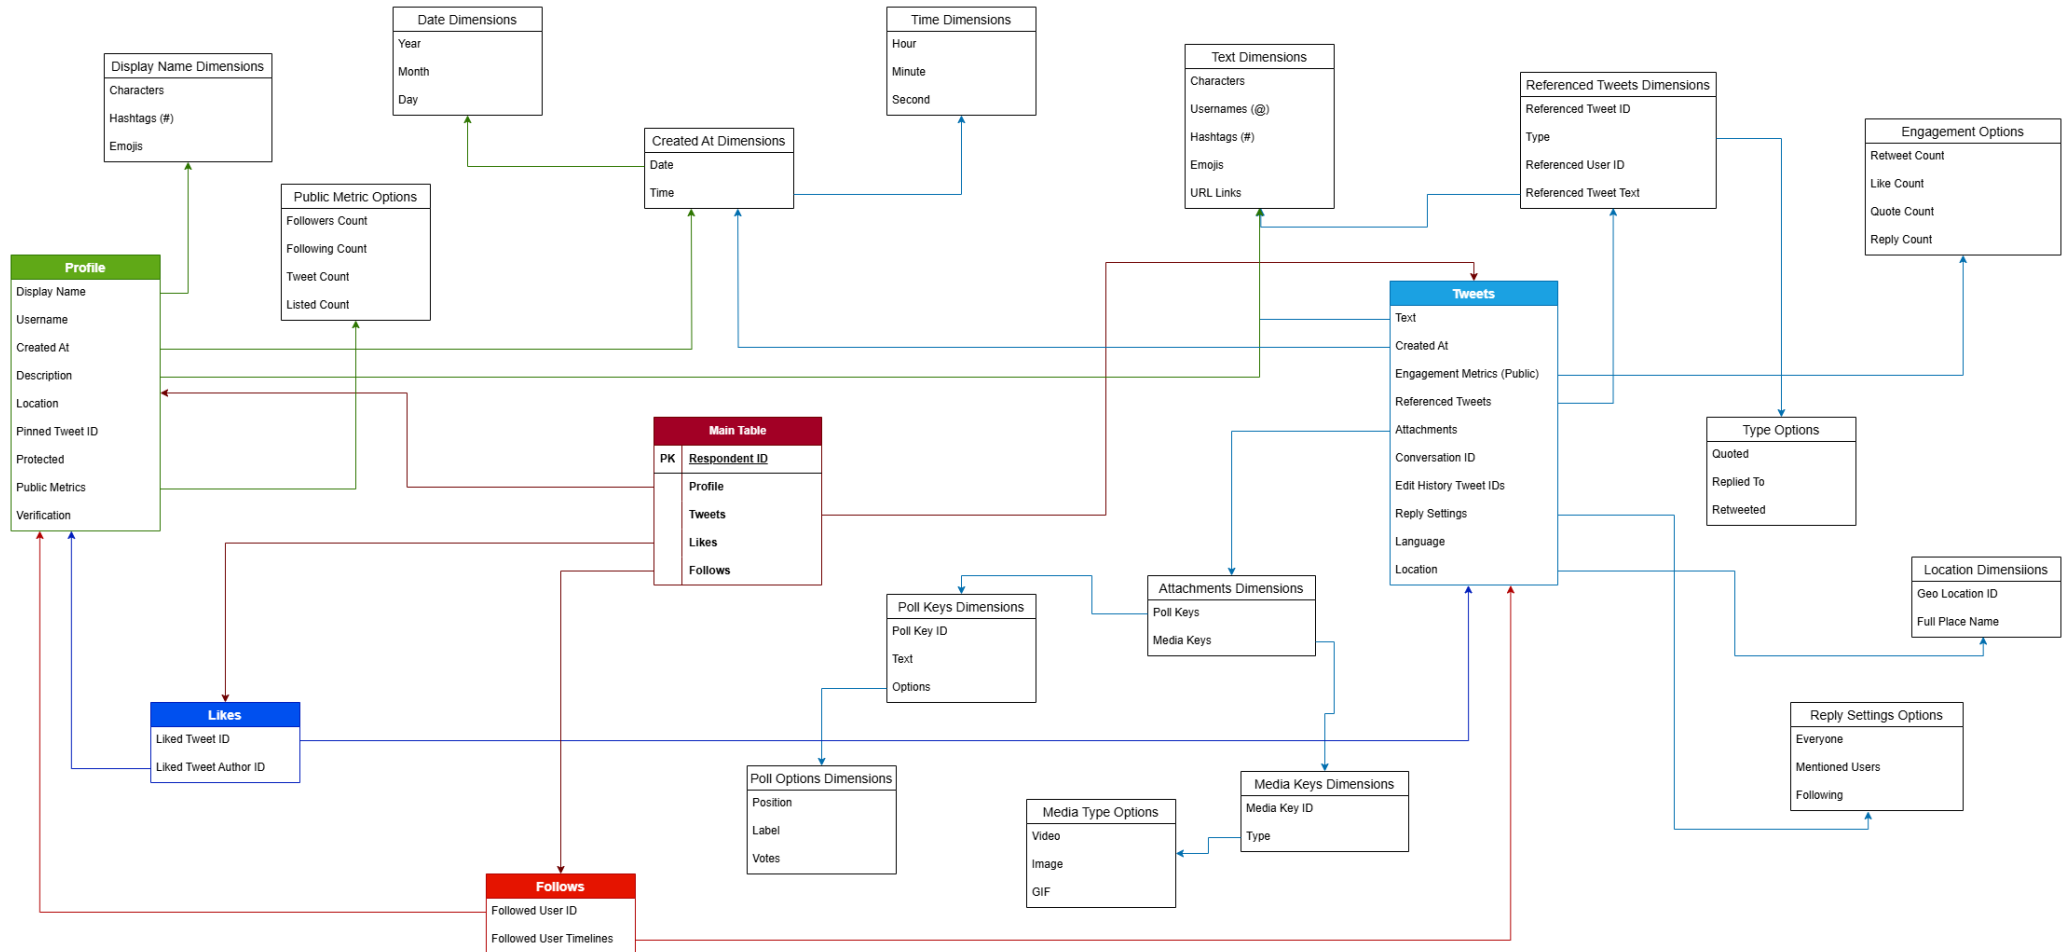 Date Dimensions
Year
Month
Day
Time Dimensions
Hour
Minute
Second
Display Name Dimensions
Characters
Hashtags (#)
Emojis
Text Dimensions
Characters
Usernames (@)
Hashtags (#)
Emojis
URL Links
Referenced Tweets Dimensions
Referenced Tweet ID
Type
Referenced User ID
Referenced Tweet Text
Engagement Options
Retweet Count
Like Count
Quote Count
Reply Count
Created At Dimensions
Date
Time
Public Metric Options
Followers Count
Following Count
Tweet Count
Listed Count
Profile
Display Name
Username
Created At
Description
Location
Pinned Tweet ID
Protected
Public Metrics
Verification
Tweets
Text
Created At
Engagement Metrics (Public)
Referenced Tweets
Attachments
Conversation ID
Edit History Tweet IDs
Reply Settings
Language
Location
Main Table
PK Respondent ID
Profile
Tweets
Likes
Follows
Type Options
Quoted
Replied To
Retweeted
Location Dimensiions
Geo Location ID
Full Place Name
Attachments Dimensions
Poll Keys
Media Keys
Poll Keys Dimensions
Poll Key ID
Text
Options
Likes
Liked Tweet ID
Liked Tweet Author ID
Reply Settings Options
Everyone
Mentioned Users
Following
Poll Options Dimensions
Position
Label
Votes
Media Keys Dimensions
Media Key ID
Type
Media Type Options
Video
Image
GIF
Follows
Followed User ID
Followed User Timelines